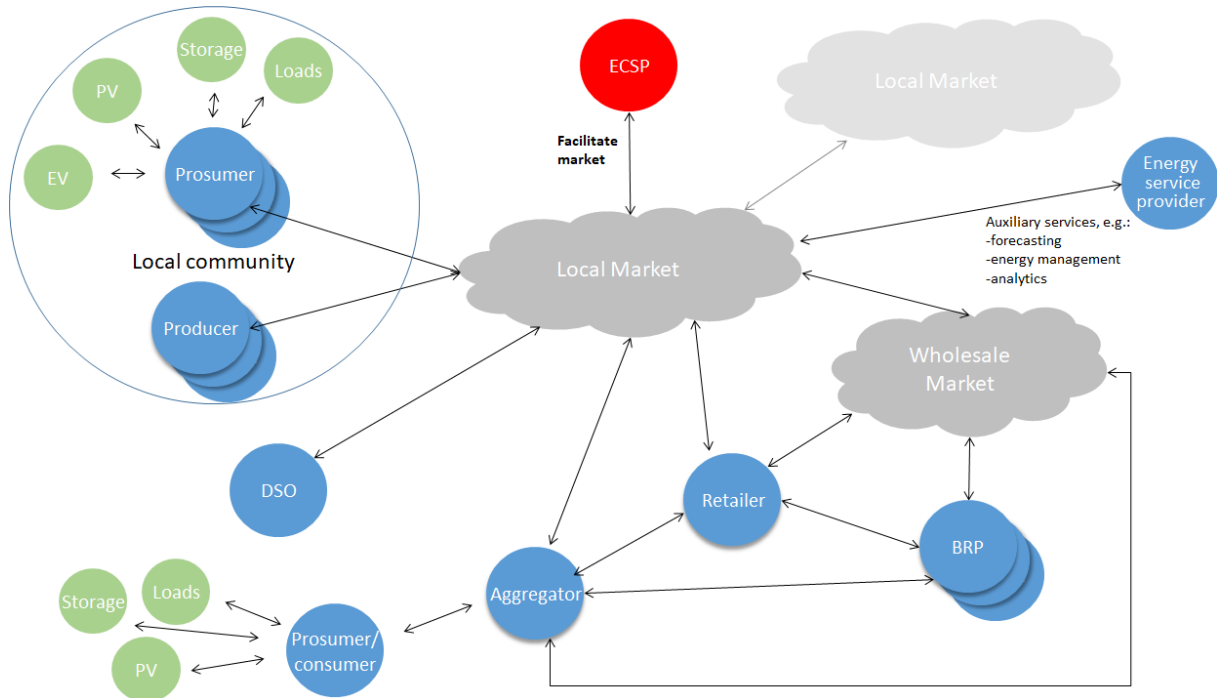 Storage
Loads
PV
EV
Prosumer
Local community
Producer
ECSP
Facilitate
market
Local Market
Local Market
Energy
service
provider
Auxiliary services, e.g.:
-forecasting
-energy management
-analytics
Wholesale
Market
DSO
Retailer
BRP
Aggregator
Storage
Loads
PV
Prosumer/
consumer